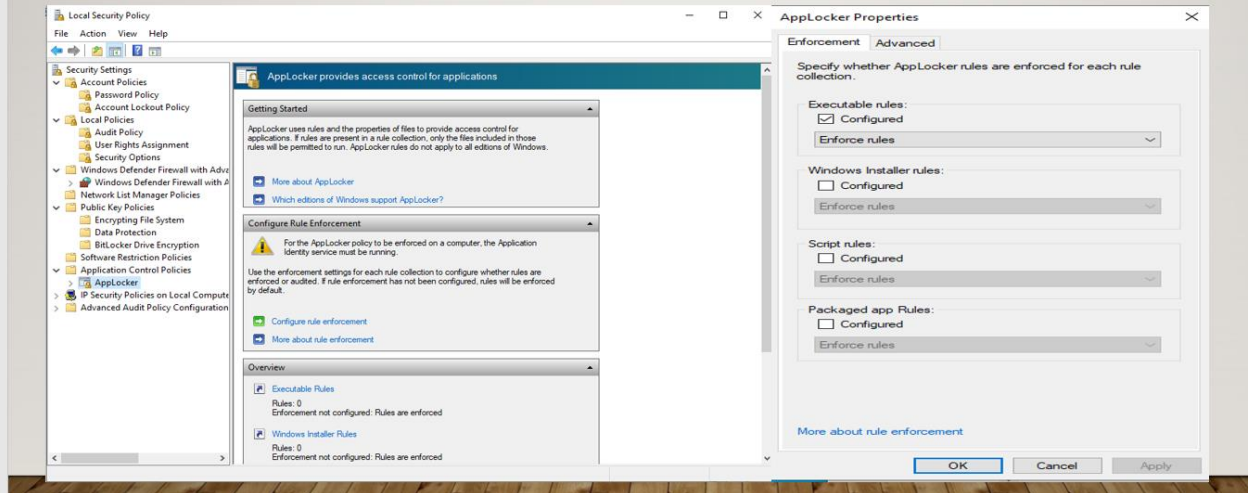 Local Security Policy
File Action View Help
Security Settings
Account Policies
Password Policy
Account Lockout Policy
Local Policies
Audit Policy
User Rights Assignment
Security Options
Windows Defender Firewall with Adva
Windows Defender Firewall with A
Network List Manager Policies
Public Key Policies
Encrypting File System
Data Protection
BitLocker Drive Encryption
Software Restriction Policies
Application Control Policies
AppLocker
IP Security Policies on Local Compute
Advanced Audit Policy Configuration
AppLocker provides access control for applications
Getting Started
AppLocker uses rules and the properties of files to provide access control for
applications. If rules are present in a rule collection, only the files included in those
rules will be permitted to run. AppLocker rules do not apply to all editions of Windows.
More about AppLocker
Which editions of Windows support AppLocker?
Configure Rule Enforcement
For the AppLocker policy to be enforced on a computer, the Application
Identity service must be running.
Use the enforcement settings for each rule collection to configure whether rules are
enforced or audited. If rule enforcement has not been configured, rules will be enforced
by default.
Configure rule enforcement
More about rule enforcement
Overview
Executable Rules
Rules: 0
Enforcement not configured: Rules are enforced
Windows Installer Rules
Rules: 0
Enforcement not configured: Rules are enforced
AppLocker Properties
Enforcement Advanced
Specify whether AppLocker rules are enforced for each rule
collection.
Executable rules:
Configured
Enforce rules
Windows Installer rules:
Configured
Enforce rules
Script rules:
Configured
Enforce rules
Packaged app Rules:
Configured
Enforce rules
More about rule enforcement
OK Cancel Apply